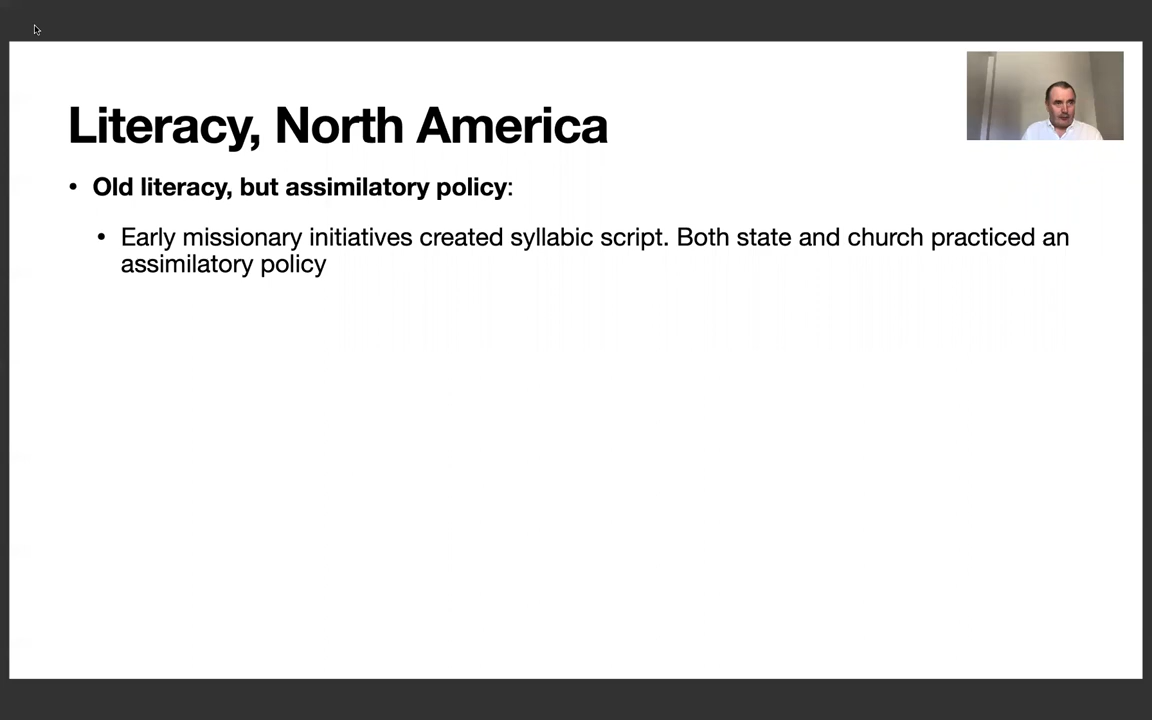 Literacy, North America
• Old literacy, but assimilatory policy:
• Early missionary initiatives created syllabic script. Both state and church practiced an
assimilatory policy